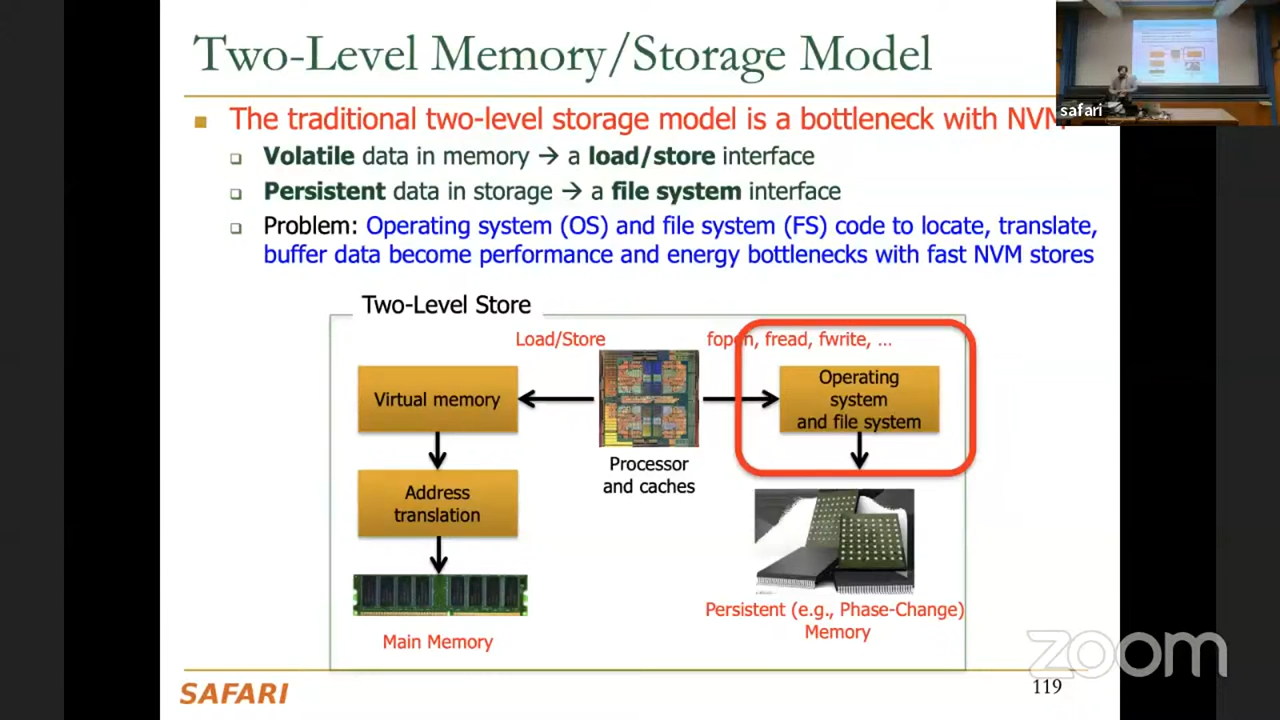 Two-Level Memory/Storage Model
safari
The traditional two-level storage model is a bottleneck with NVM
Volatile data in memory → a load/store interface
Persistent data in storage → a file system interface
Problem: Operating system (OS) and file system (FS) code to locate, translate,
buffer data become performance and energy bottlenecks with fast NVM stores
Two-Level Store
Load/Store
fopen, fread, fwrite, …
Virtual memory
Operating
system
and file system
Processor
and caches
Address
translation
Main Memory
Persistent (e.g., Phase-Change)
Memory
zoom
SAFARI
119